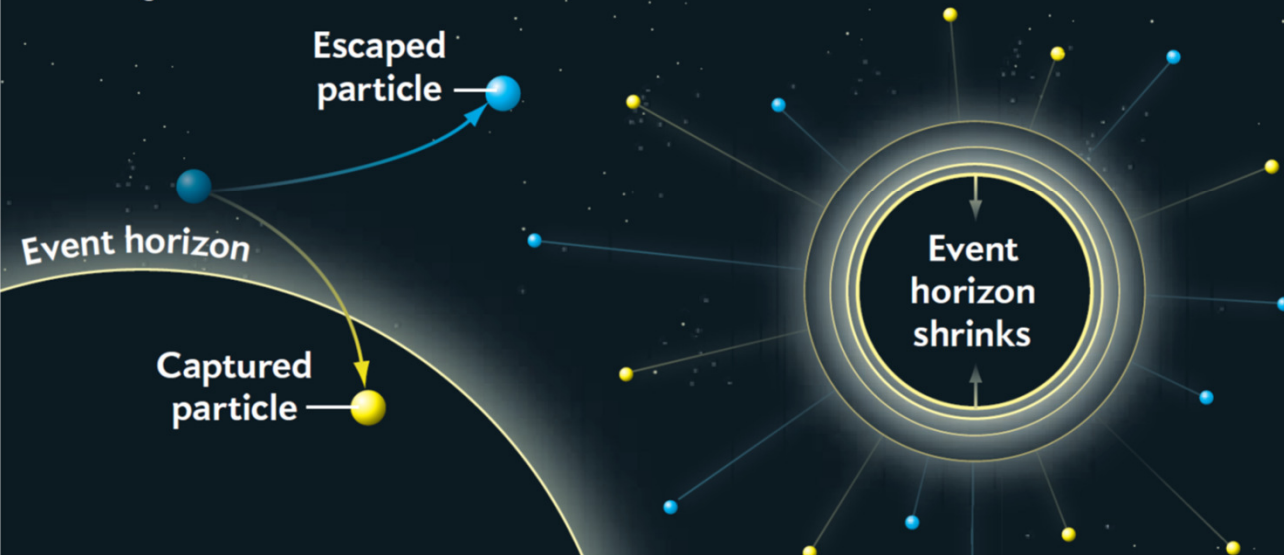 Escaped
particle
Event horizon
Captured
particle
Event
horizon
shrinks